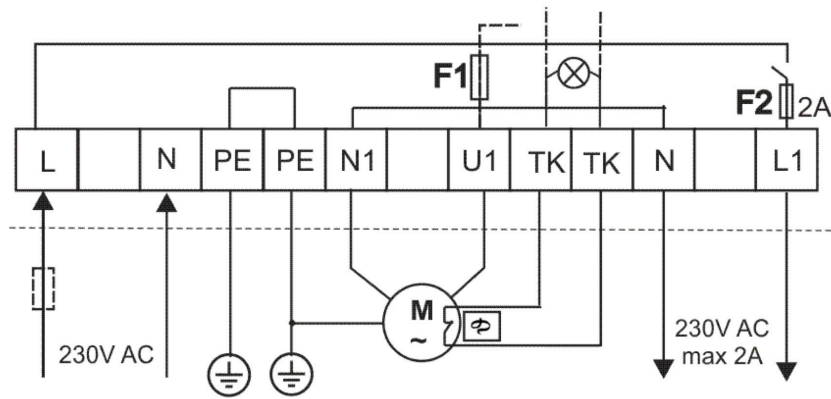 F1
F2 2A
L N PE PE N1 U1 TK TK N L1
M
~
230V AC
230V AC
max 2A